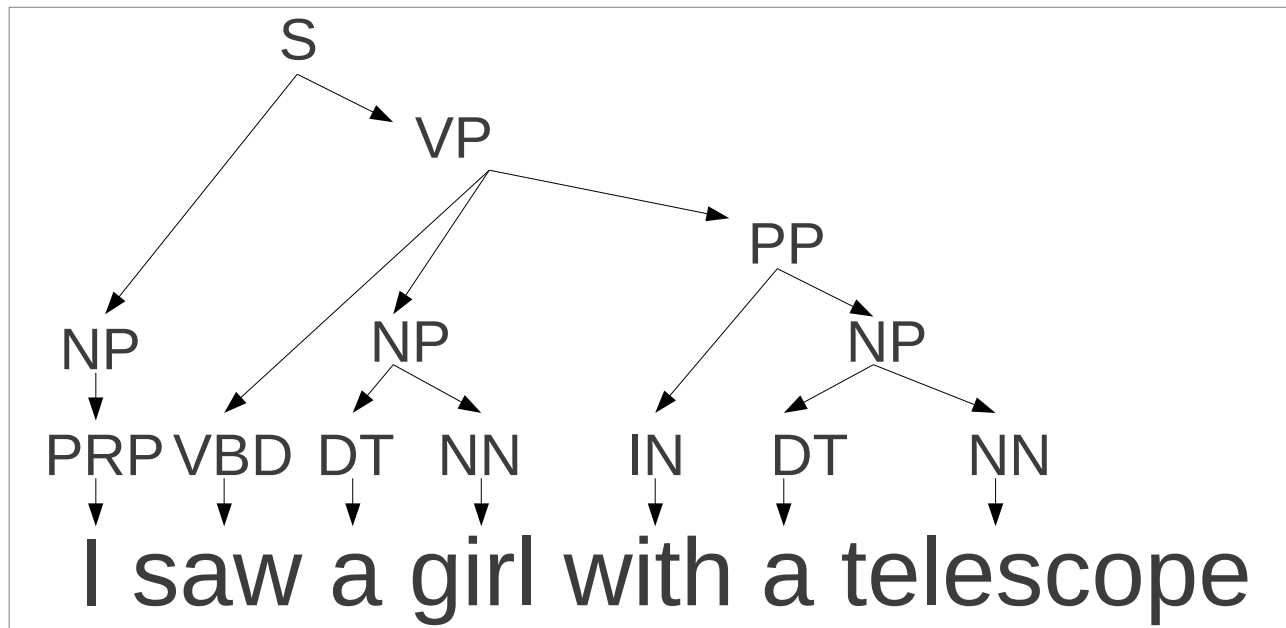 S
VP
PP
NP NP NP
PRP VBD DT NN IN DT NN
I saw a girl with a telescope